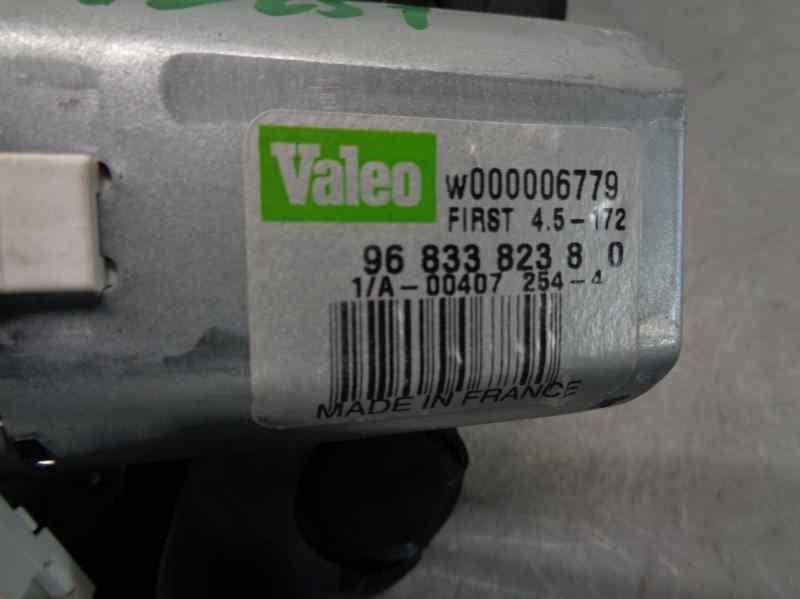 Valeo
W000006779
FIRST 4.5-172
96 833 823 8 0
1/A-00407 254-4
MADE IN FRANCE